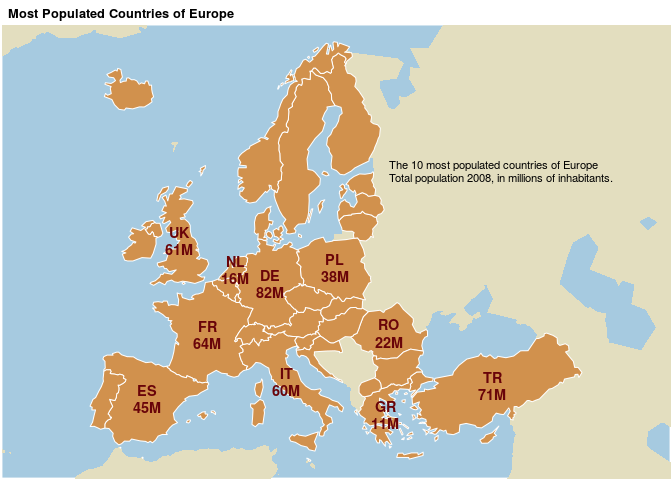 Most Populated Countries of Europe
The 10 most populated countries of Europe
Total population 2008, in millions of inhabitants.
UK
61M
NL
16M
DE
82M
PL
38M
FR
64M
RO
22M
IT
60M
TR
71M
ES
45M
GR
11M